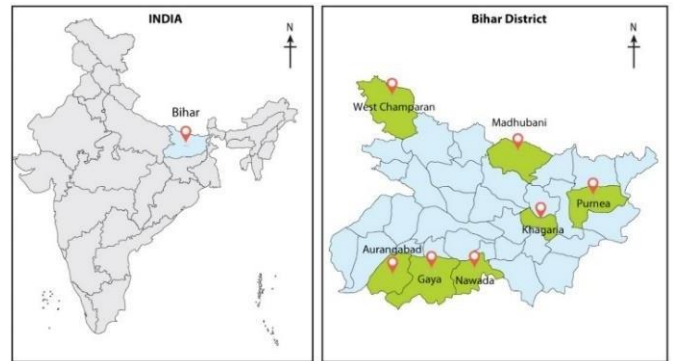 INDIA
N
Bihar
Bihar District
N
West Champaran
Madhubani
Purnea
Khagaria
Aurangabad
Gaya
Nawada